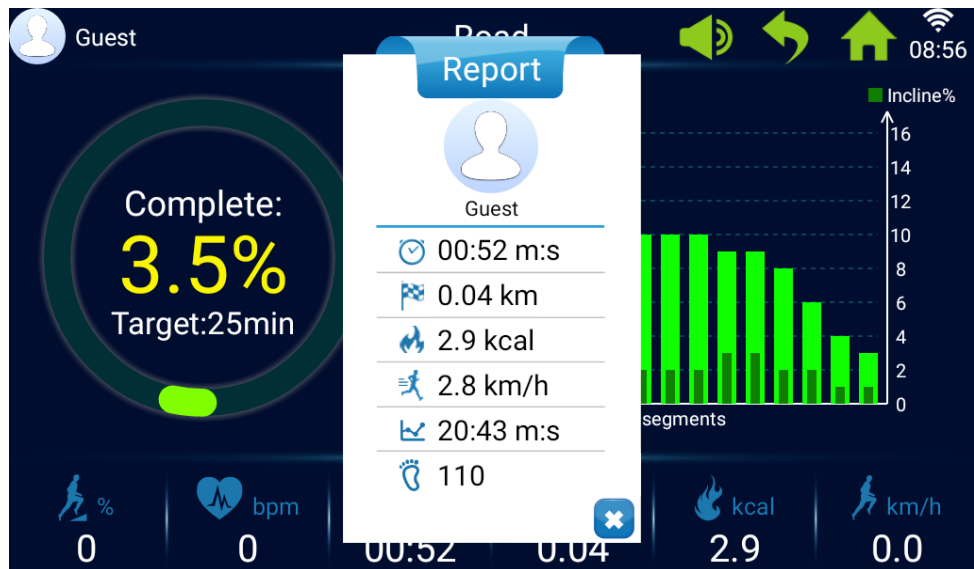 Guest
Road
08:56
Report
Incline%
16
14
12
10
8
6
4
2
0
segments
Complete:
3.5%
Target:25min
Guest
00:52 m:s
0.04 km
2.9 kcal
2.8 km/h
20:43 m:s
110
%
bpm
kcal
km/h
0
0
00:52
0.04
2.9
0.0